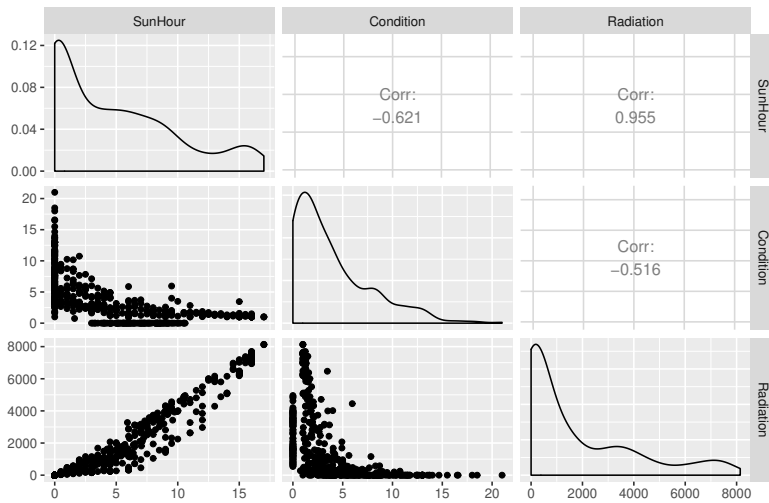 SunHour Condition Radiation
0.12
0.08
0.04
0.00
Corr:
−0.621
Corr:
0.955
SunHour
20
15
10
5
0
Corr:
−0.516
Condition
8000
6000
4000
2000
0
Radiation
0 5 10 15
0 5 10 15 20
0 2000 4000 6000 8000